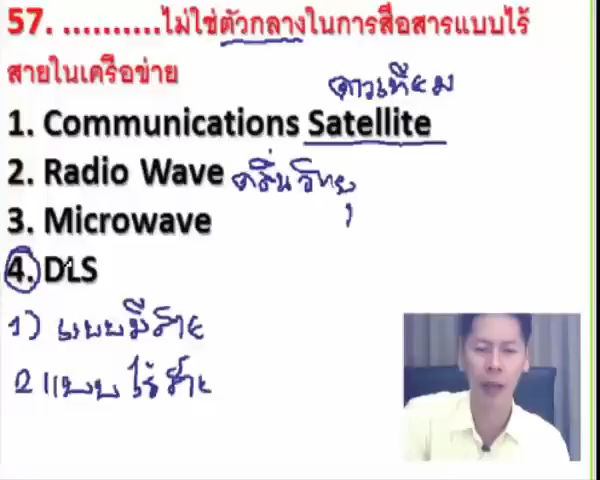 57. ..........ไม่ใช่ตัวกลางในการสื่อสารแบบไร้
สายในเครือข่าย
ดาวเทียม
1. Communications Satellite
2. Radio Wave คลื่นวิทยุ
3. Microwave
4. DLS
1) แบบมีสาย
2 แบบไร้สาย